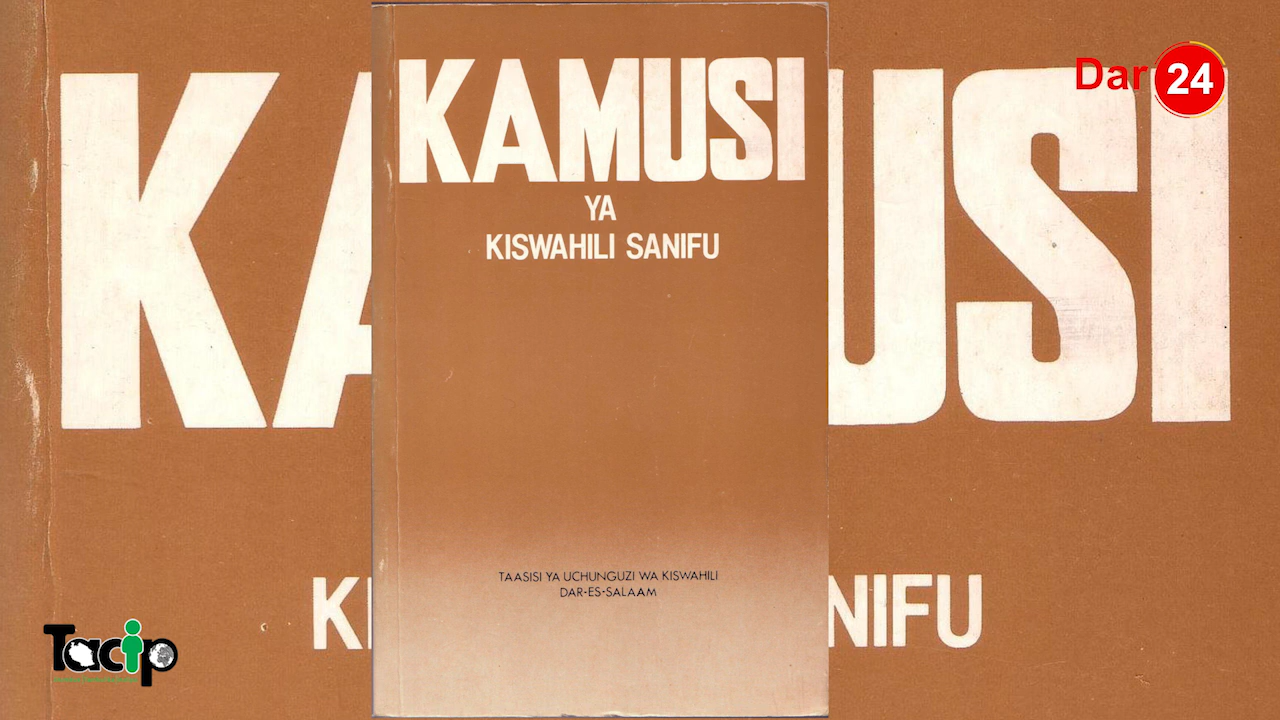 KAMUSI
YA
KISWAHILI SANIFU
TAASISI YA UCHUNGUZI WA KISWAHILI
DAR-ES-SALAAM
Dar 24
Tacip